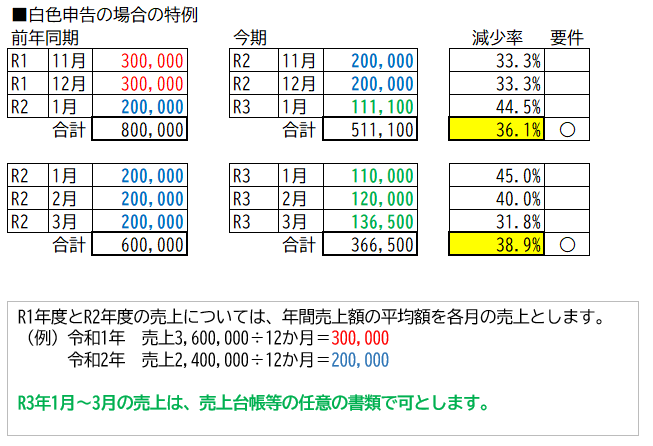 ■白色申告の場合の特例
前年同期 今期 減少率 要件
R1 11月 300,000 R2 11月 200,000 33.3%
R1 12月 300,000 R2 12月 200,000 33.3%
R2 1月 200,000 R3 1月 111,100 44.5%
合計 800,000 合計 511,100 36.1% ○
R2 1月 200,000 R3 1月 110,000 45.0%
R2 2月 200,000 R3 2月 120,000 40.0%
R2 3月 200,000 R3 3月 136,500 31.8%
合計 600,000 合計 366,500 38.9% ○
R1年度とR2年度の売上については、年間売上額の平均額を各月の売上とします。
（例）令和1年　売上3,600,000÷12か月＝300,000
令和2年　売上2,400,000÷12か月＝200,000
R3年1月～3月の売上は、売上台帳等の任意の書類で可とします。